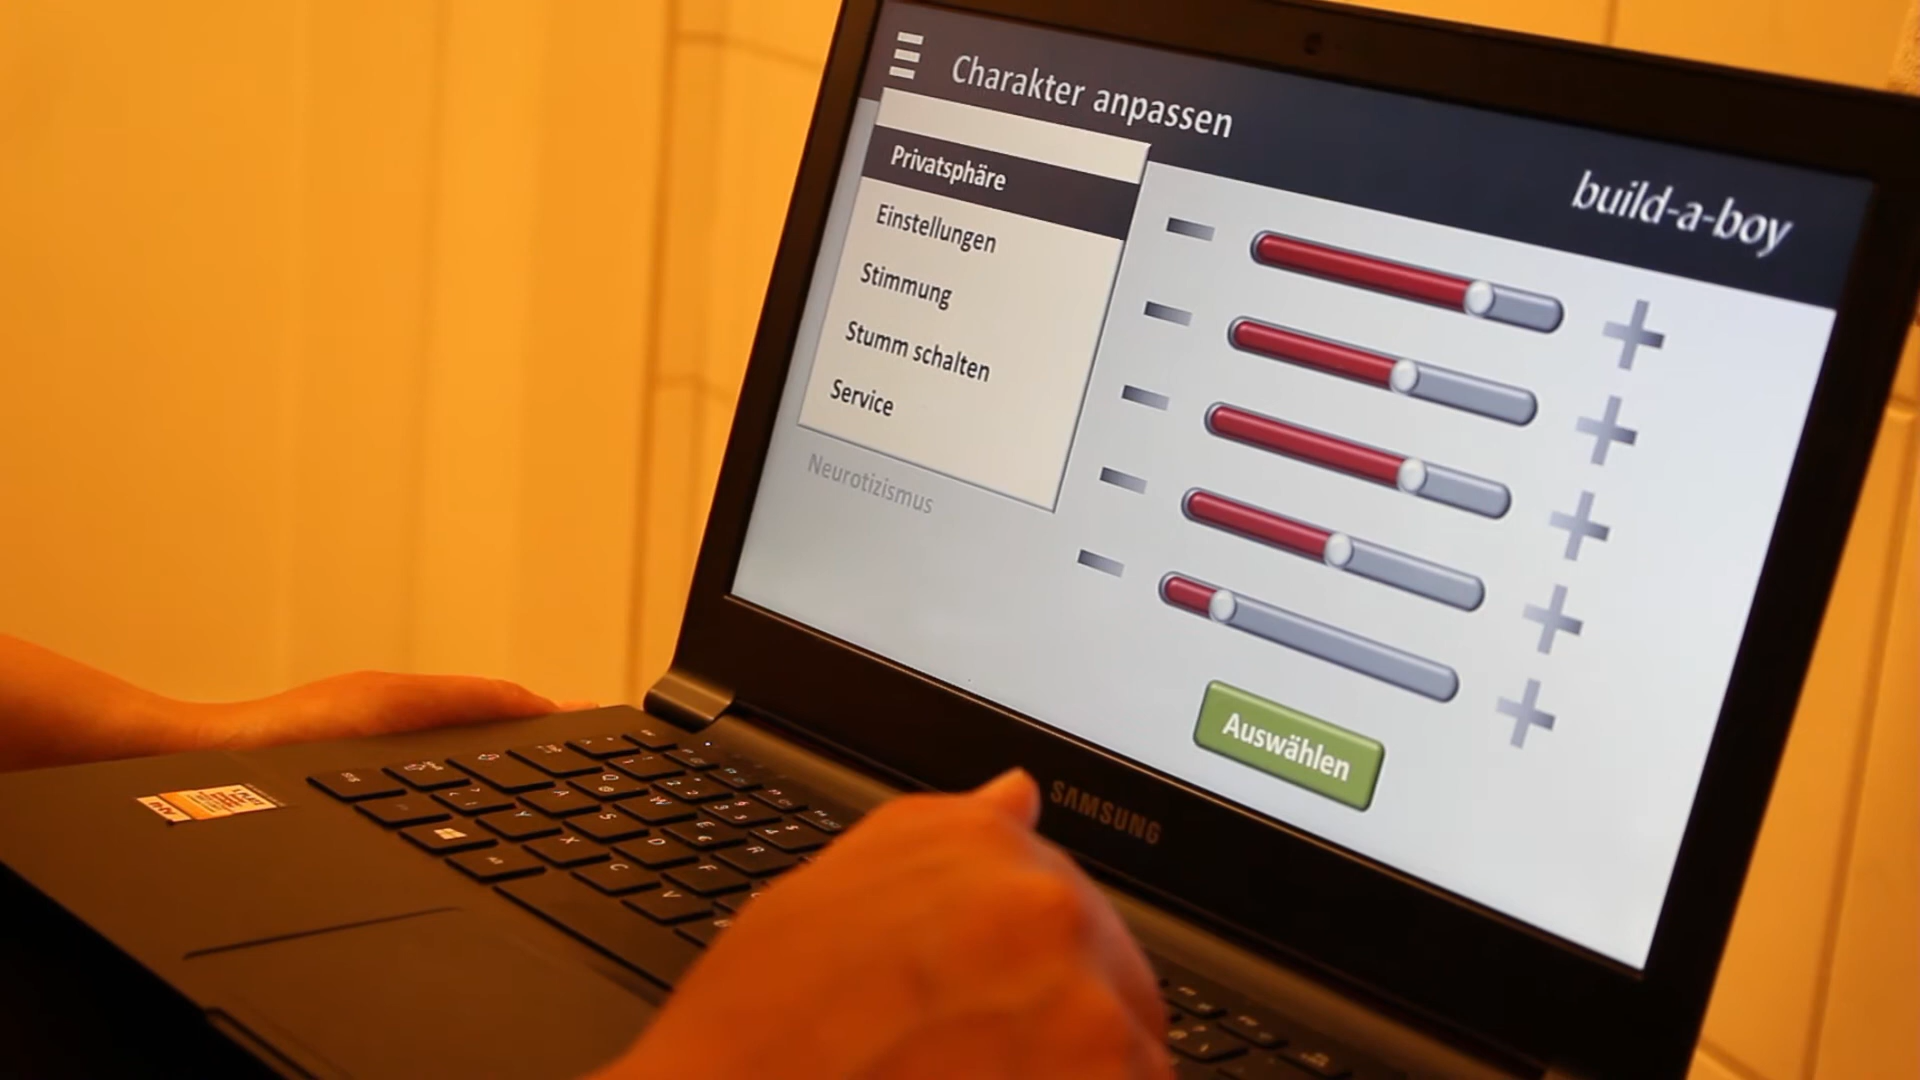 Charakter anpassen
build-a-boy
Privatsphäre
Einstellungen
Stimmung
Stumm schalten
Service
Neurotizismus
Auswählen
SAMSUNG